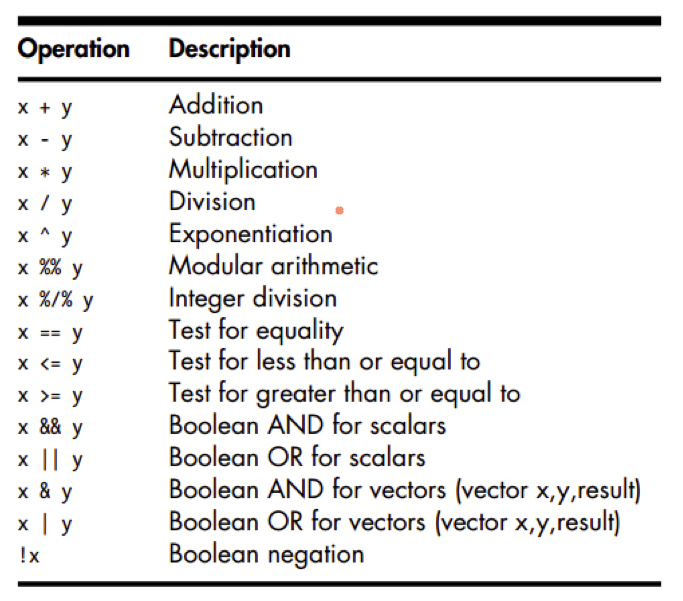 Operation Description
x + y Addition
x - y Subtraction
x * y Multiplication
x / y Division
x ^ y Exponentiation
x %% y Modular arithmetic
x %/% y Integer division
x == y Test for equality
x <= y Test for less than or equal to
x >= y Test for greater than or equal to
x && y Boolean AND for scalars
x || y Boolean OR for scalars
x & y Boolean AND for vectors (vector x,y,result)
x | y Boolean OR for vectors (vector x,y,result)
!x Boolean negation